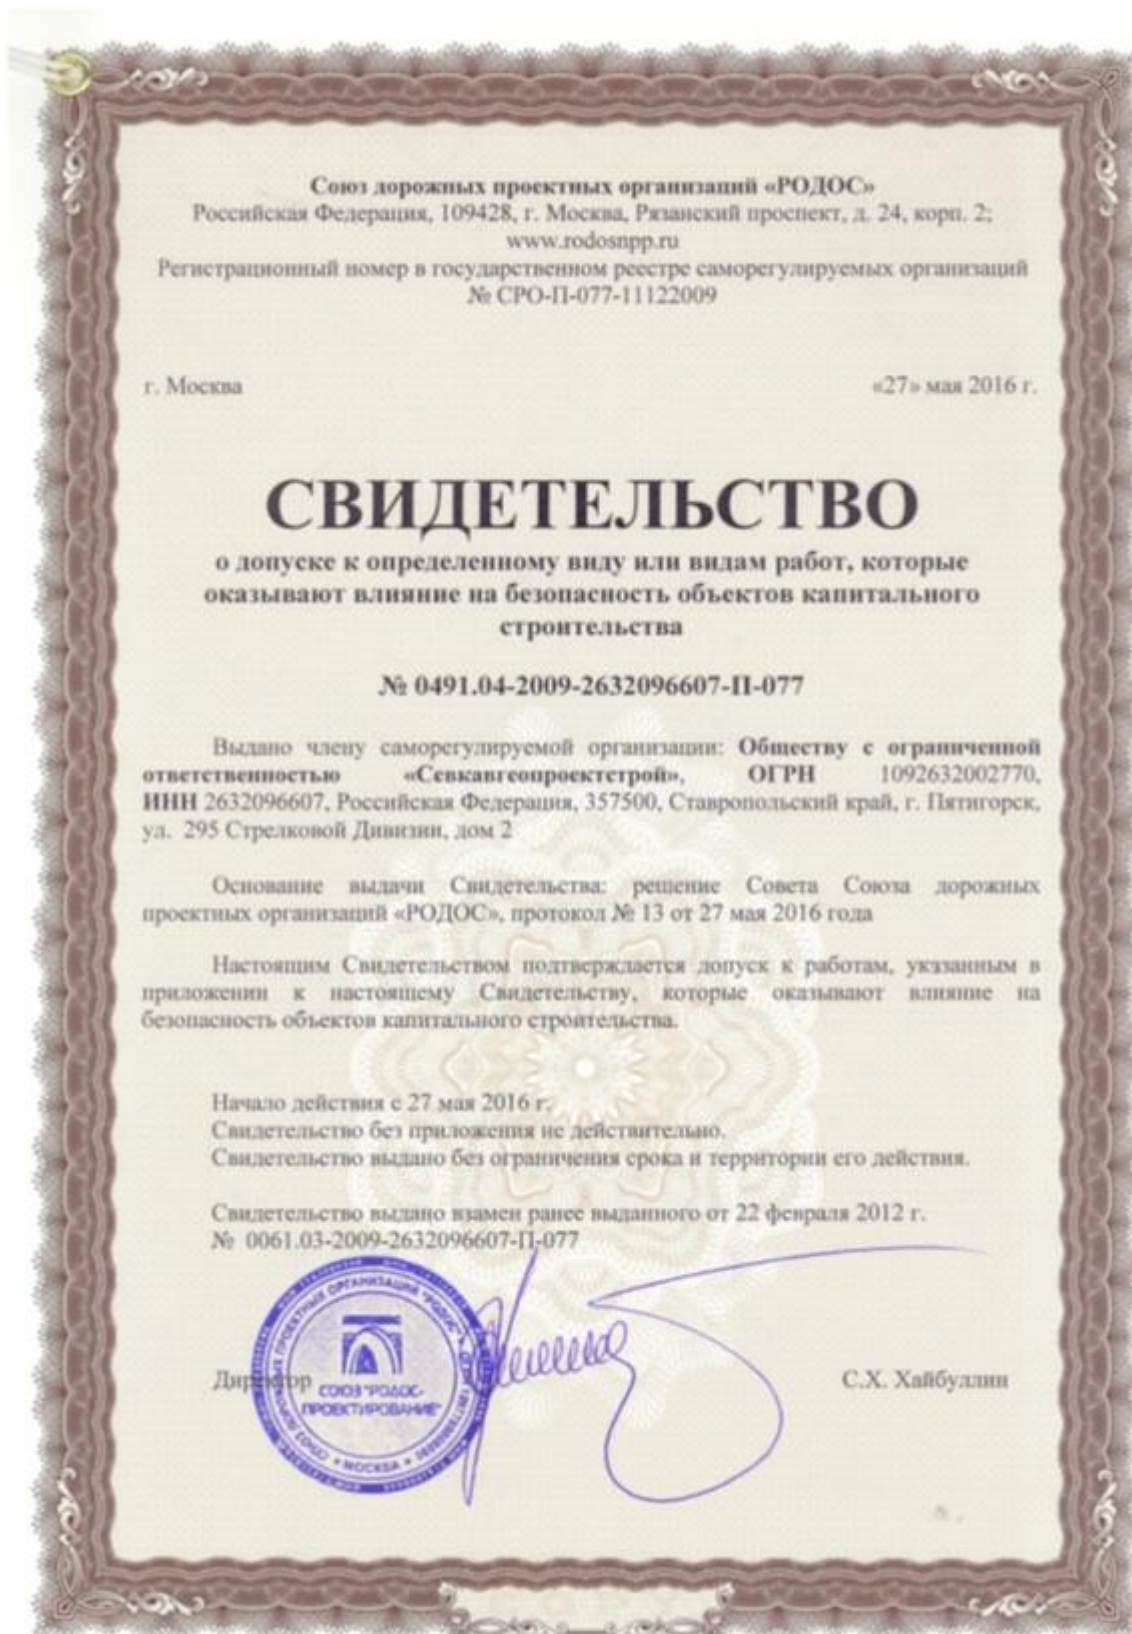 Союз дорожных проектных организаций «РОДОС»
Российская Федерация, 109428, г. Москва, Рязанский проспект, д. 24, корп. 2;
www.rodosnpp.ru
Регистрационный номер в государственном реестре саморегулируемых организаций
№ СРО-П-077-11122009
г. Москва «27» мая 2016 г.
СВИДЕТЕЛЬСТВО
о допуске к определенному виду или видам работ, которые
оказывают влияние на безопасность объектов капитального
строительства
№ 0491.04-2009-2632096607-П-077
Выдано члену саморегулируемой организации: Обществу с ограниченной
ответственностью «Севкавгеопроектстрой», ОГРН 1092632002770,
ИНН 2632096607, Российская Федерация, 357500, Ставропольский край, г. Пятигорск,
ул. 295 Стрелковой Дивизии, дом 2
Основание выдачи Свидетельства: решение Совета Союза дорожных
проектных организаций «РОДОС», протокол № 13 от 27 мая 2016 года
Настоящим Свидетельством подтверждается допуск к работам, указанным в
приложении к настоящему Свидетельству, которые оказывают влияние на
безопасность объектов капитального строительства.
Начало действия с 27 мая 2016 г.
Свидетельство без приложения не действительно.
Свидетельство выдано без ограничения срока и территории его действия.
Свидетельство выдано взамен ранее выданного от 22 февраля 2012 г.
№ 0061.03-2009-2632096607-П-077
Директор С.Х. Хайбуллин
СОЮЗ ДОРОЖНЫХ ПРОЕКТНЫХ ОРГАНИЗАЦИЙ "РОДОС"
СОЮЗ "РОДОС-
ПРОЕКТИРОВАНИЕ"
МОСКВА